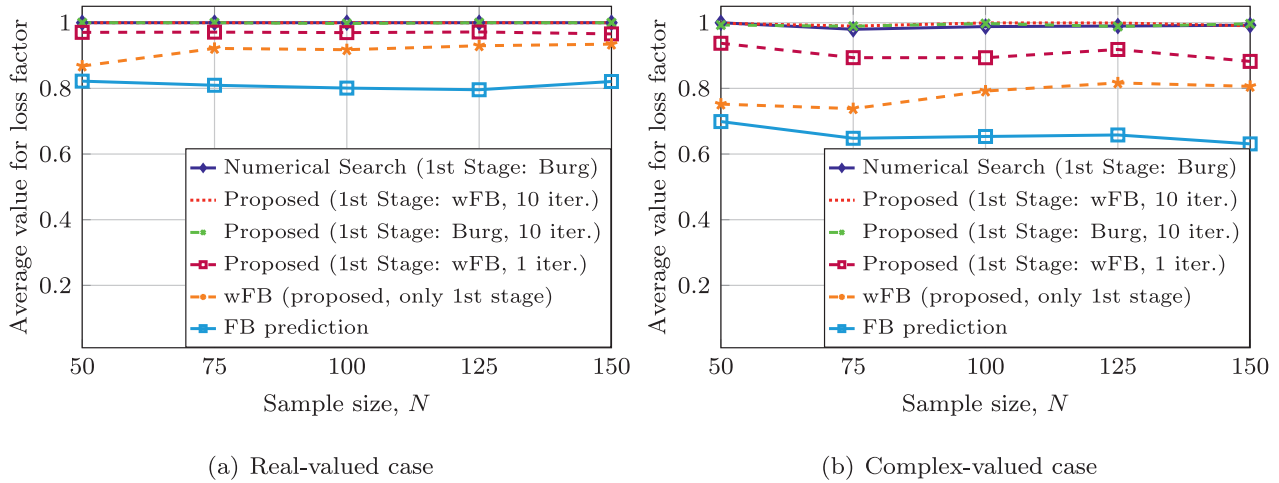 Average value for loss factor
1
0.8
0.6
0.4
0.2
Numerical Search (1st Stage: Burg)
Proposed (1st Stage: wFB, 10 iter.)
Proposed (1st Stage: Burg, 10 iter.)
Proposed (1st Stage: wFB, 1 iter.)
wFB (proposed, only 1st stage)
FB prediction
50 75 100 125 150
Sample size, N
(a) Real-valued case
Average value for loss factor
1
0.8
0.6
0.4
0.2
Numerical Search (1st Stage: Burg)
Proposed (1st Stage: wFB, 10 iter.)
Proposed (1st Stage: Burg, 10 iter.)
Proposed (1st Stage: wFB, 1 iter.)
wFB (proposed, only 1st stage)
FB prediction
50 75 100 125 150
Sample size, N
(b) Complex-valued case